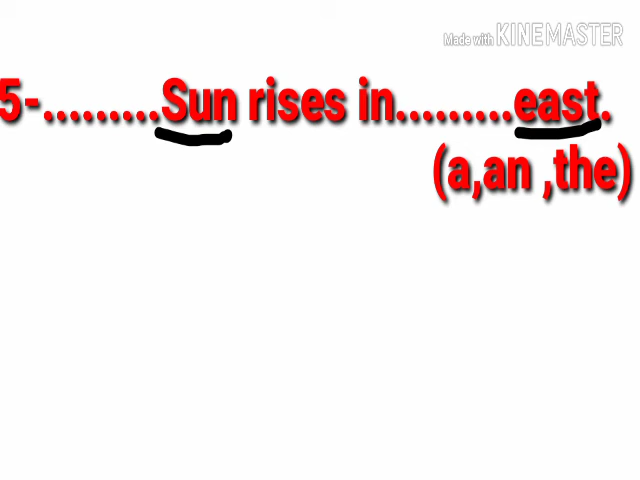 Made with KINEMASTER
5-.........Sun rises in.........east.
(a,an ,the)